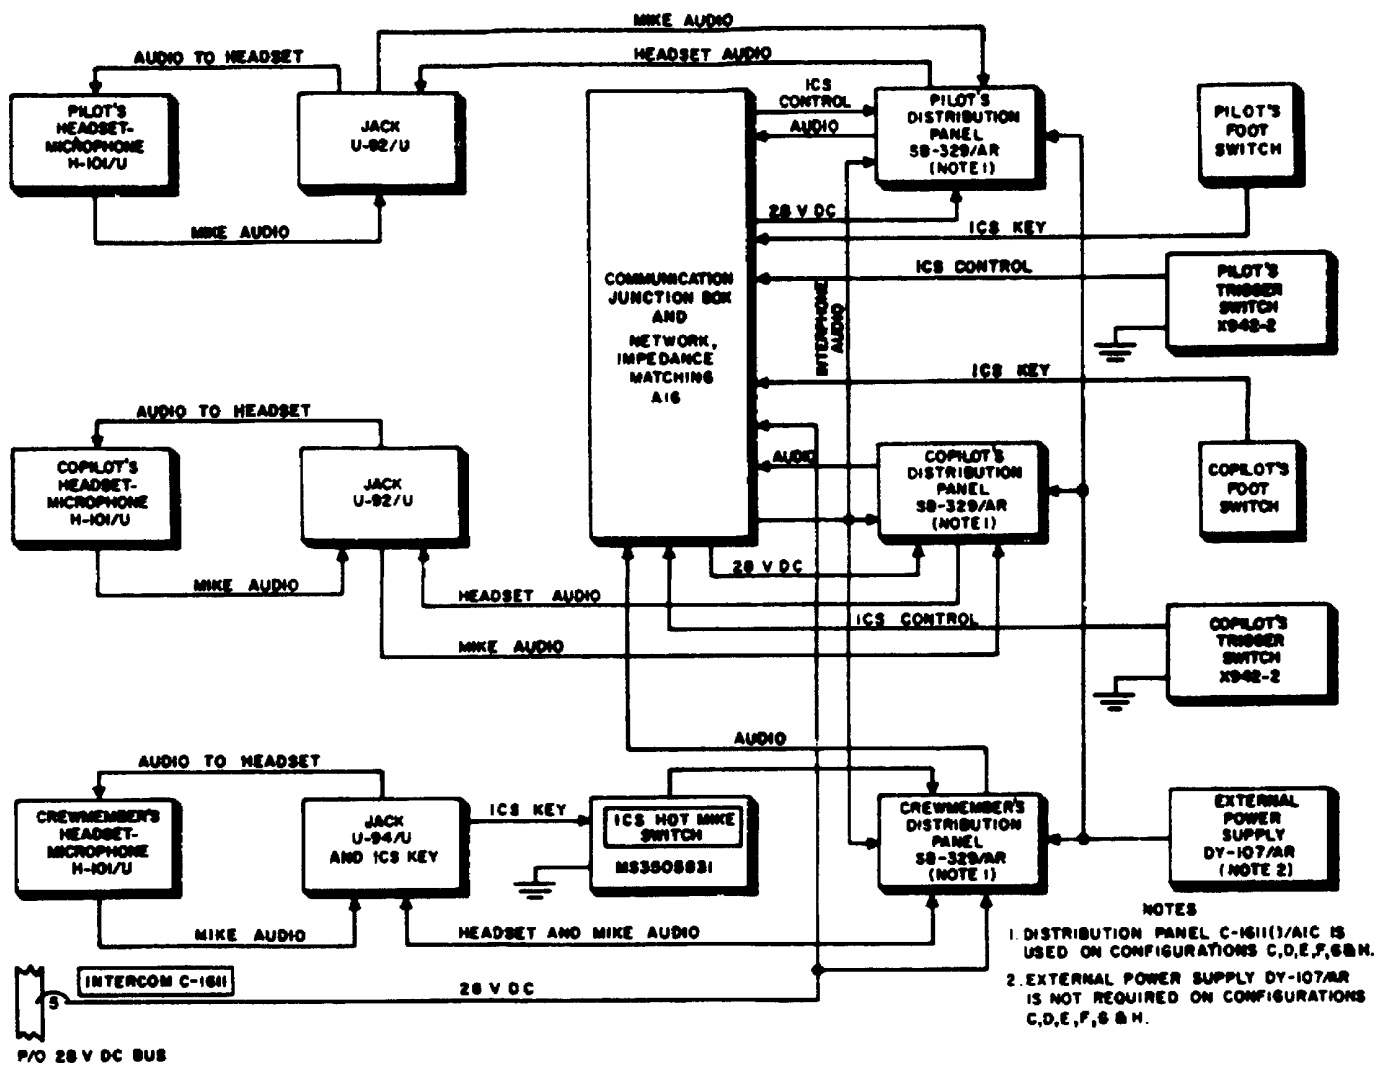 MIKE AUDIO
AUDIO TO HEADSET
HEADSET AUDIO
PILOT'S
HEADSET-
MICROPHONE
H-101/U
JACK
U-92/U
MIKE AUDIO
ICS
CONTROL
AUDIO
PILOT'S
DISTRIBUTION
PANEL
SB-329/AR
(NOTE 1)
PILOT'S
FOOT
SWITCH
28 V DC
ICS KEY
ICS CONTROL
PILOT'S
TRIGGER
SWITCH
X942-2
COMMUNICATION
JUNCTION BOX
AND
NETWORK,
IMPEDANCE
MATCHING
A16
INTERPHONE
AUDIO
ICS KEY
AUDIO TO HEADSET
COPILOT'S
HEADSET-
MICROPHONE
H-101/U
JACK
U-92/U
MIKE AUDIO
AUDIO
COPILOT'S
DISTRIBUTION
PANEL
SB-329/AR
(NOTE 1)
COPILOT'S
FOOT
SWITCH
28 V DC
HEADSET AUDIO
ICS CONTROL
MIKE AUDIO
COPILOT'S
TRIGGER
SWITCH
X942-2
AUDIO
AUDIO TO HEADSET
CREWMEMBER'S
HEADSET-
MICROPHONE
H-101/U
JACK
U-94/U
AND ICS KEY
ICS KEY
ICS HOT MIKE
SWITCH
MS3505831
CREWMEMBER'S
DISTRIBUTION
PANEL
SB-329/AR
(NOTE 1)
EXTERNAL
POWER
SUPPLY
DY-107/AR
(NOTE 2)
MIKE AUDIO
HEADSET AND MIKE AUDIO
INTERCOM C-1611
5
28 V DC
P/O 28 V DC BUS
NOTES
1. DISTRIBUTION PANEL C-1611()/AIC IS
USED ON CONFIGURATIONS C,D,E,F,G&H.
2. EXTERNAL POWER SUPPLY DY-107/AR
IS NOT REQUIRED ON CONFIGURATIONS
C,D,E,F,G & H.